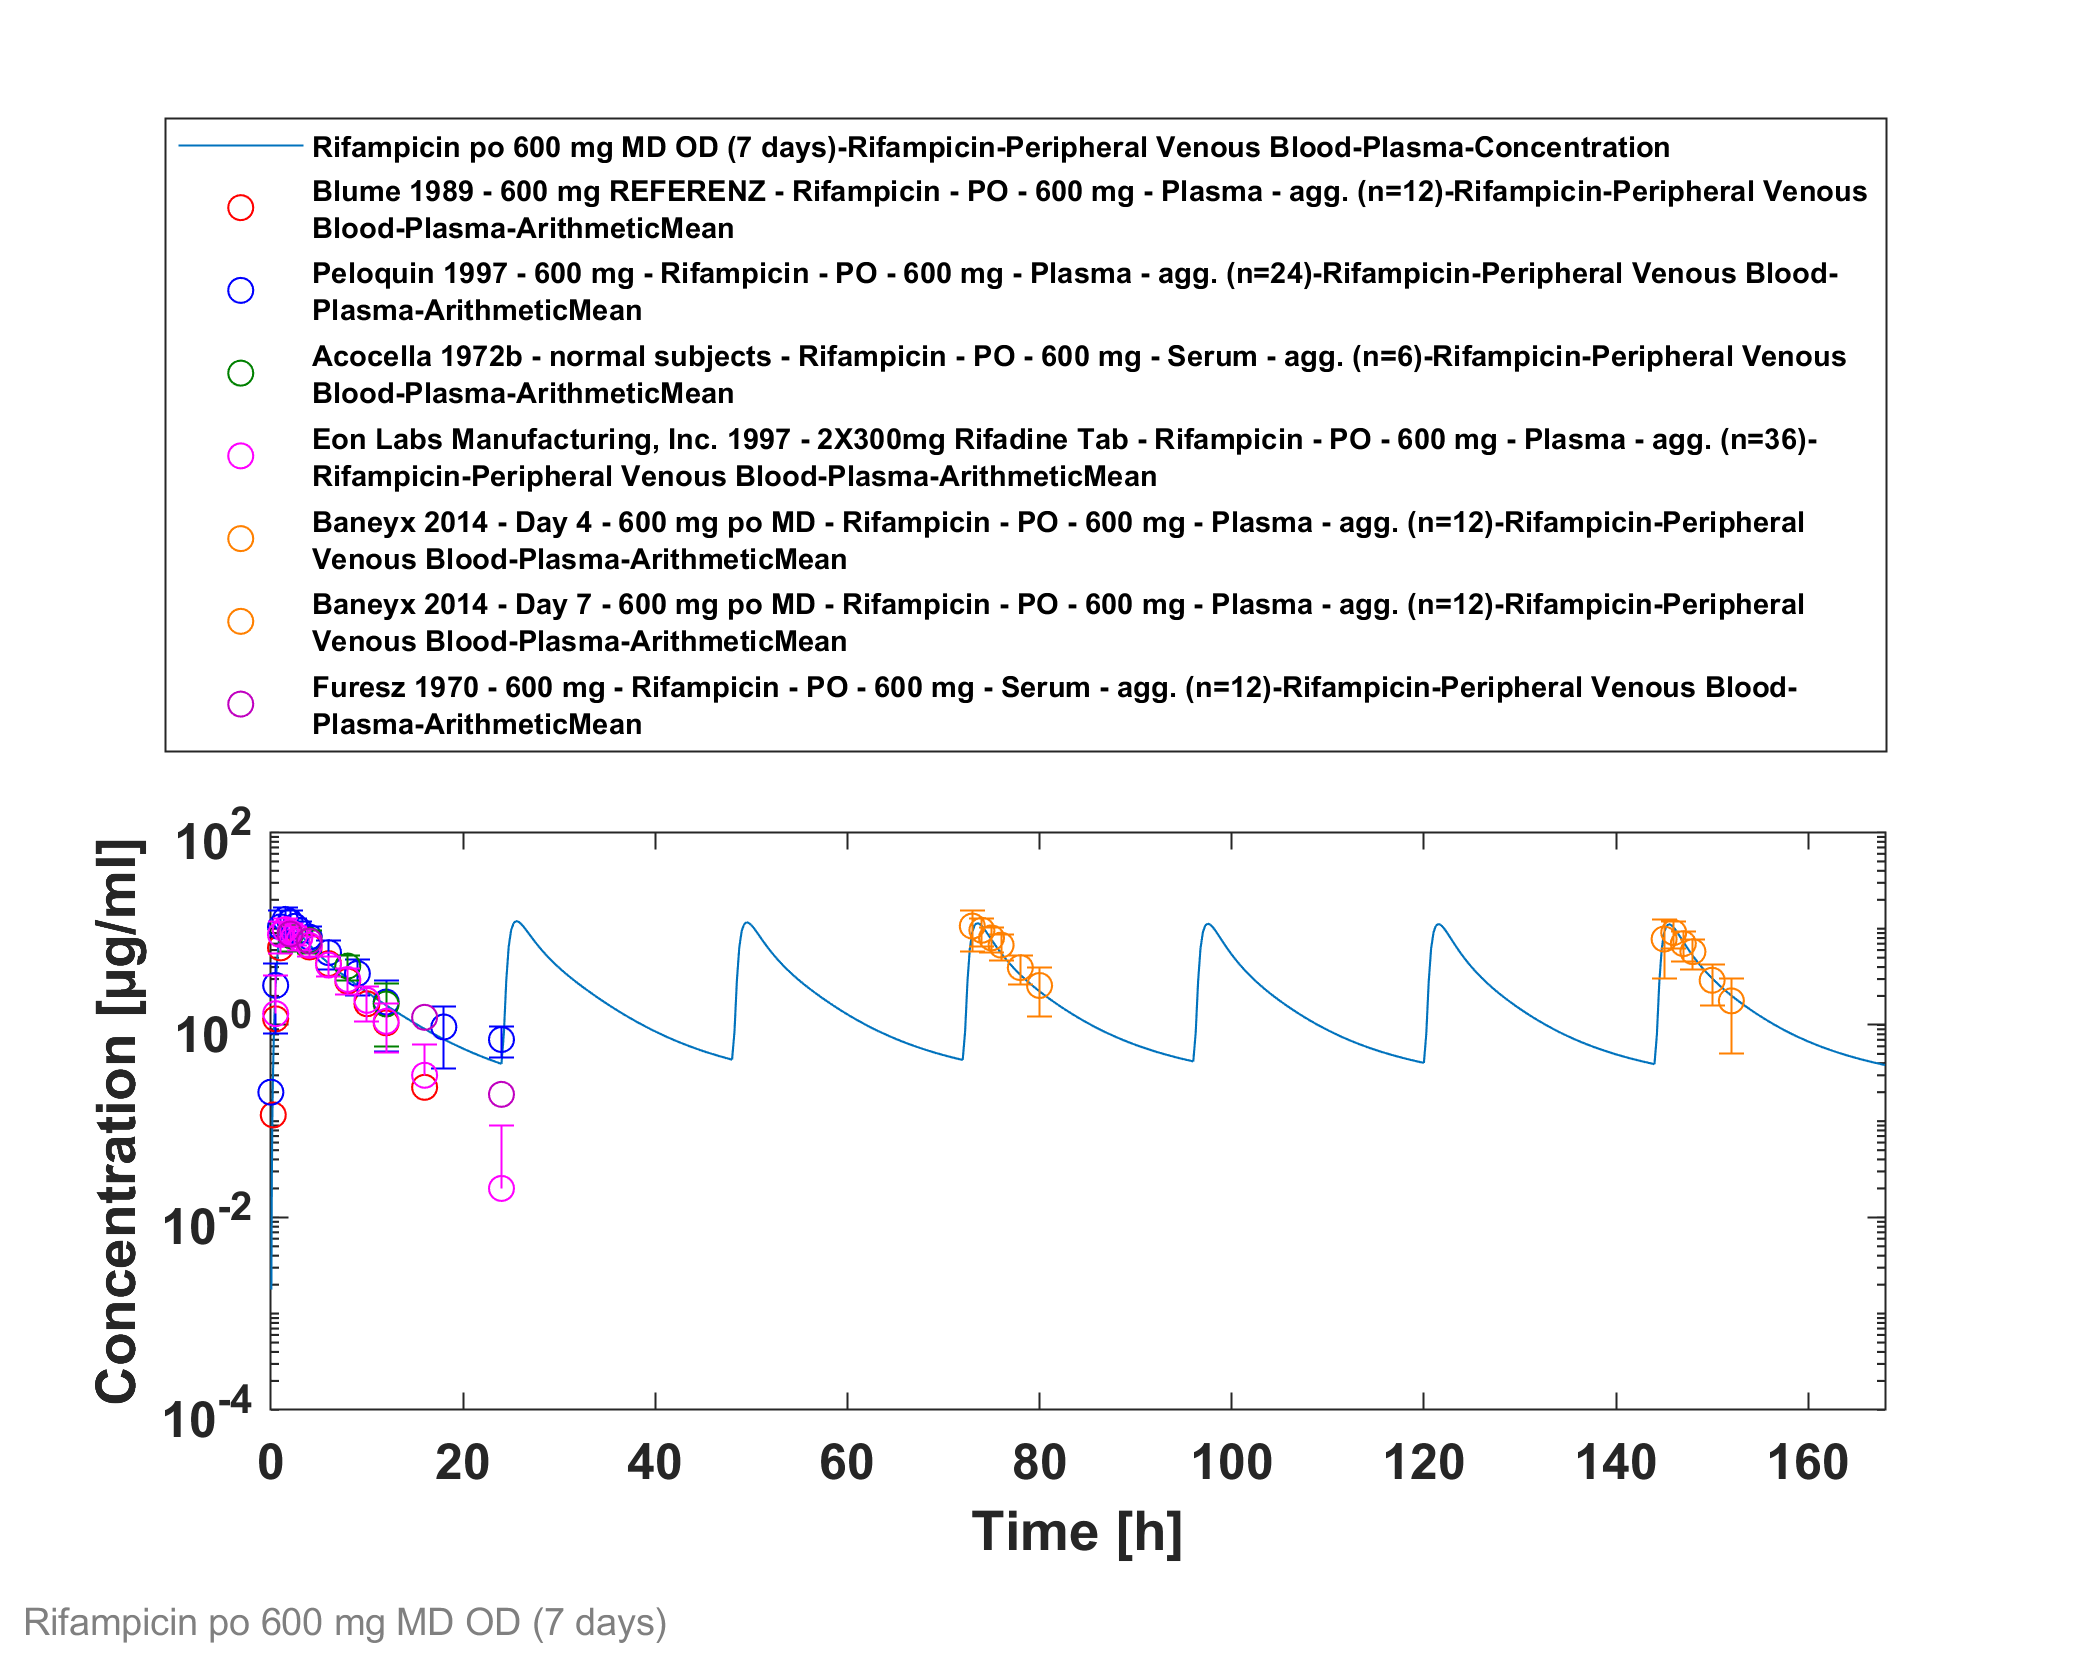 Rifampicin po 600 mg MD OD (7 days)-Rifampicin-Peripheral Venous Blood-Plasma-Concentration
Blume 1989 - 600 mg REFERENZ - Rifampicin - PO - 600 mg - Plasma - agg. (n=12)-Rifampicin-Peripheral Venous
Blood-Plasma-ArithmeticMean
Peloquin 1997 - 600 mg - Rifampicin - PO - 600 mg - Plasma - agg. (n=24)-Rifampicin-Peripheral Venous Blood-
Plasma-ArithmeticMean
Acocella 1972b - normal subjects - Rifampicin - PO - 600 mg - Serum - agg. (n=6)-Rifampicin-Peripheral Venous
Blood-Plasma-ArithmeticMean
Eon Labs Manufacturing, Inc. 1997 - 2X300mg Rifadine Tab - Rifampicin - PO - 600 mg - Plasma - agg. (n=36)-
Rifampicin-Peripheral Venous Blood-Plasma-ArithmeticMean
Baneyx 2014 - Day 4 - 600 mg po MD - Rifampicin - PO - 600 mg - Plasma - agg. (n=12)-Rifampicin-Peripheral
Venous Blood-Plasma-ArithmeticMean
Baneyx 2014 - Day 7 - 600 mg po MD - Rifampicin - PO - 600 mg - Plasma - agg. (n=12)-Rifampicin-Peripheral
Venous Blood-Plasma-ArithmeticMean
Furesz 1970 - 600 mg - Rifampicin - PO - 600 mg - Serum - agg. (n=12)-Rifampicin-Peripheral Venous Blood-
Plasma-ArithmeticMean
Concentration [µg/ml]
10^2
10^0
10^-2
10^-4
0 20 40 60 80 100 120 140 160
Time [h]
Rifampicin po 600 mg MD OD (7 days)